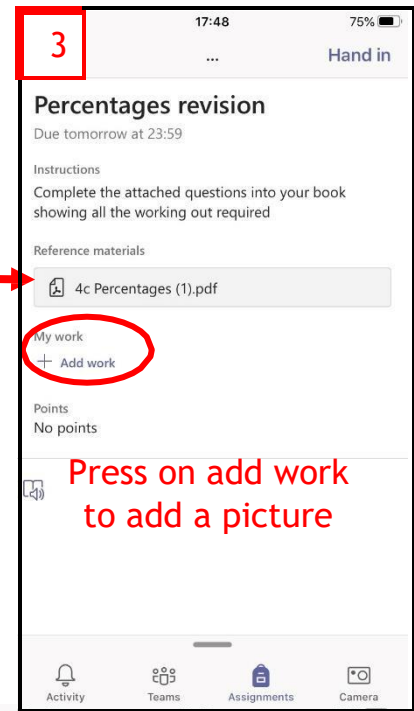 3
17:48
75%
...
Hand in
Percentages revision
Due tomorrow at 23:59
Instructions
Complete the attached questions into your book
showing all the working out required
Reference materials
4c Percentages (1).pdf
My work
+ Add work
Points
No points
Press on add work
to add a picture
Activity
Teams
Assignments
Camera